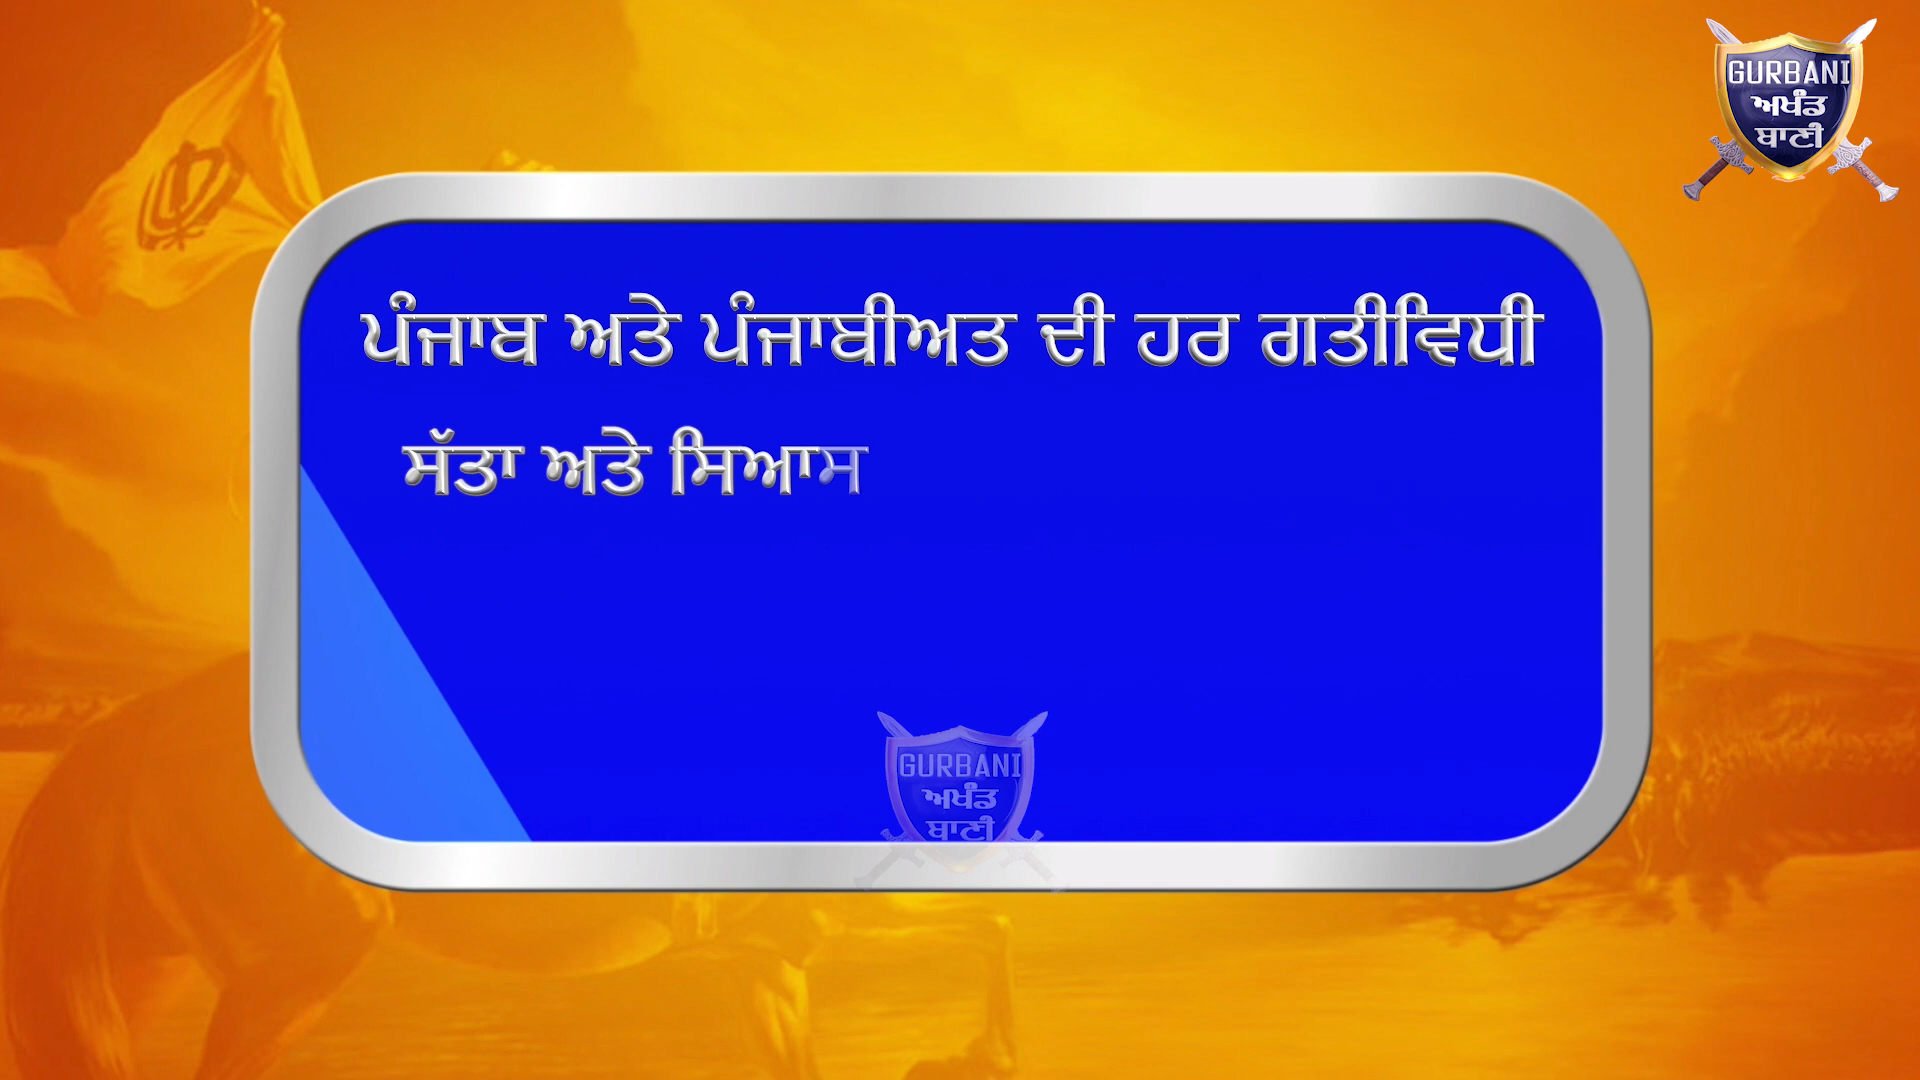 GURBANI
ਅਖੰਡ
ਬਾਣੀ
ਪੰਜਾਬ ਅਤੇ ਪੰਜਾਬੀਅਤ ਦੀ ਹਰ ਗਤੀਵਿਧੀ
ਸੱਤਾ ਅਤੇ ਸਿਆਸ
GURBANI
ਅਖੰਡ
ਬਾਣੀ